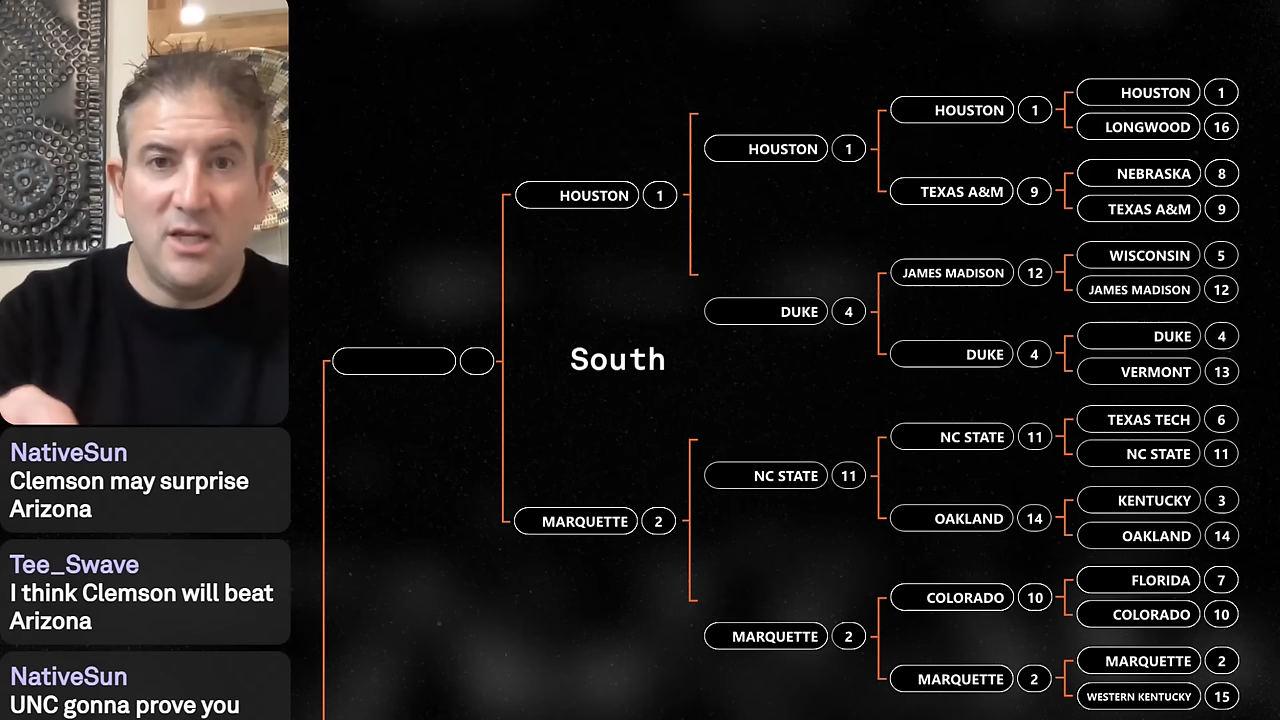 NativeSun
Clemson may surprise
Arizona
Tee_Swave
I think Clemson will beat
Arizona
NativeSun
UNC gonna prove you
South
HOUSTON 1
MARQUETTE 2
HOUSTON 1
DUKE 4
NC STATE 11
MARQUETTE 2
HOUSTON 1
TEXAS A&M 9
JAMES MADISON 12
DUKE 4
NC STATE 11
OAKLAND 14
COLORADO 10
MARQUETTE 2
HOUSTON 1
LONGWOOD 16
NEBRASKA 8
TEXAS A&M 9
WISCONSIN 5
JAMES MADISON 12
DUKE 4
VERMONT 13
TEXAS TECH 6
NC STATE 11
KENTUCKY 3
OAKLAND 14
FLORIDA 7
COLORADO 10
MARQUETTE 2
WESTERN KENTUCKY 15